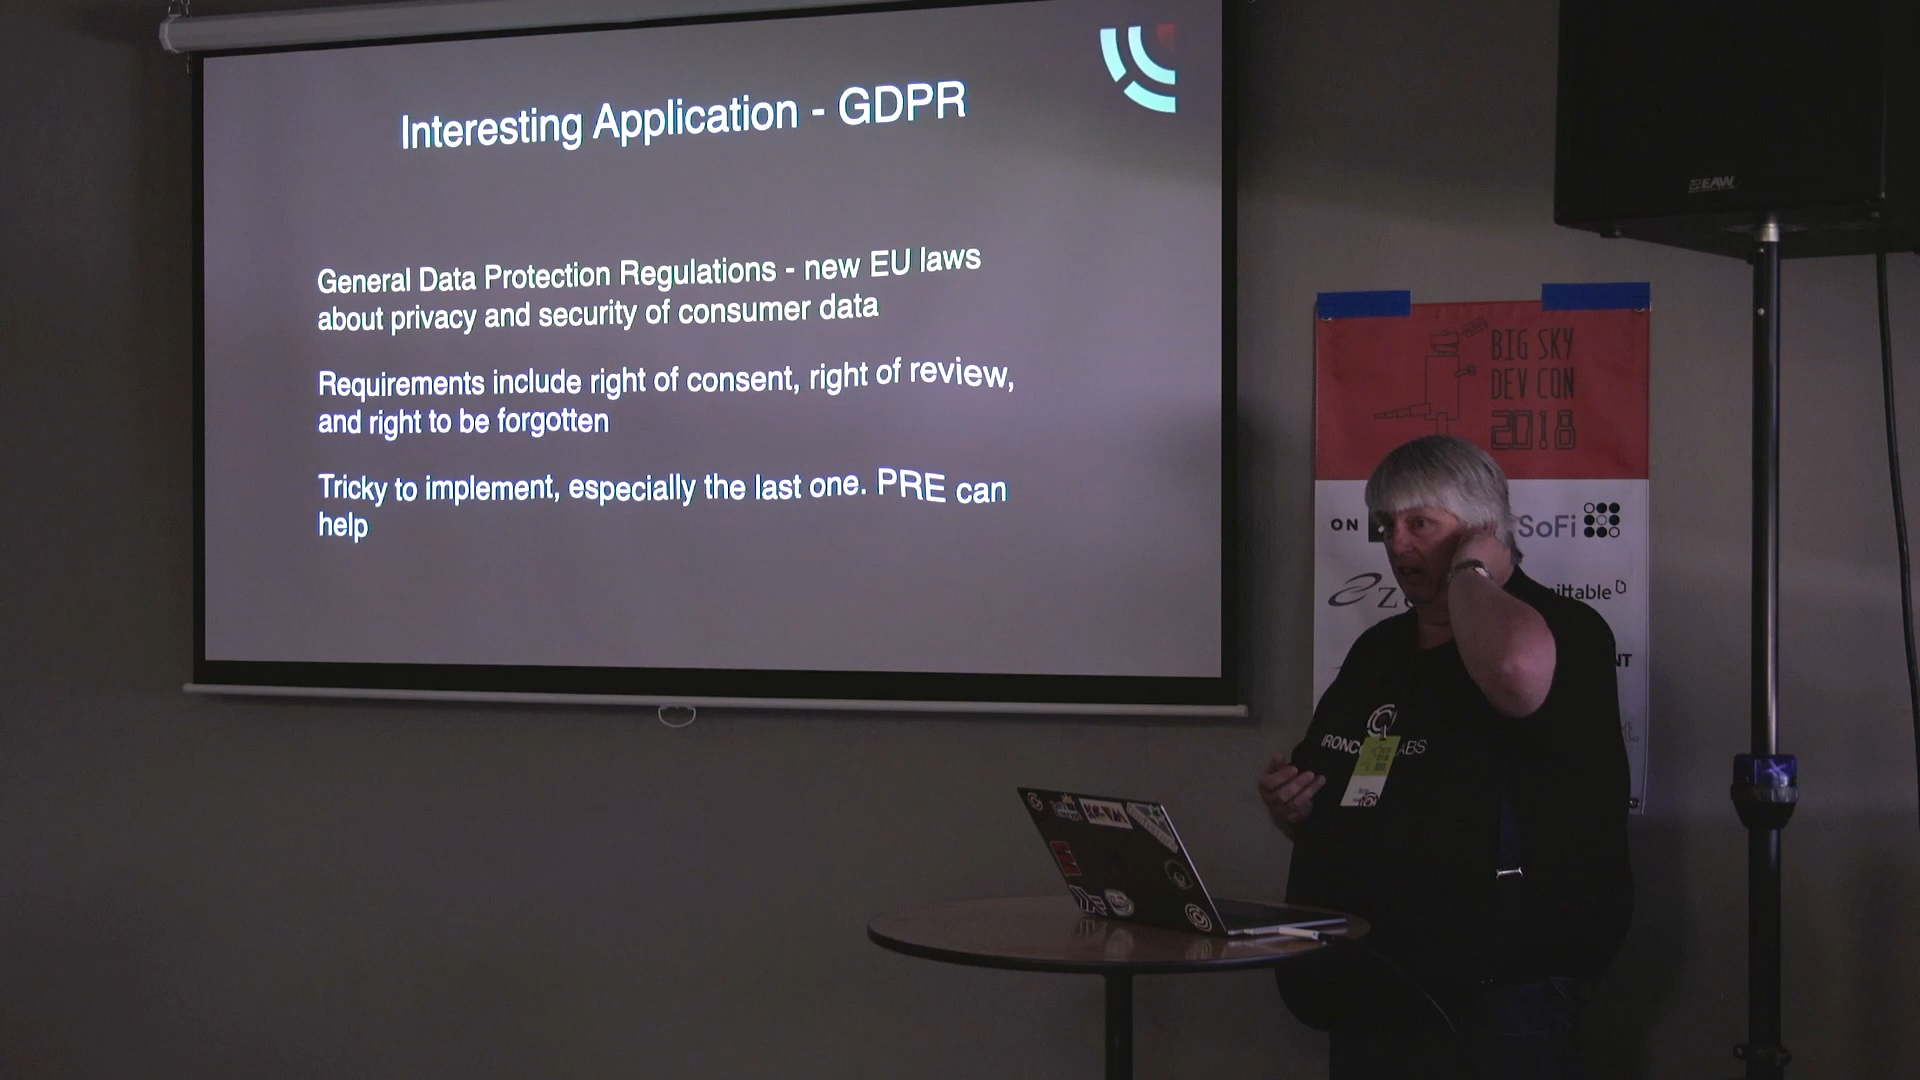 Interesting Application - GDPR
General Data Protection Regulations - new EU laws
about privacy and security of consumer data
Requirements include right of consent, right of review,
and right to be forgotten
Tricky to implement, especially the last one. PRE can
help
EAW
BIG SKY
DEV CON
2018
ON
SoFi